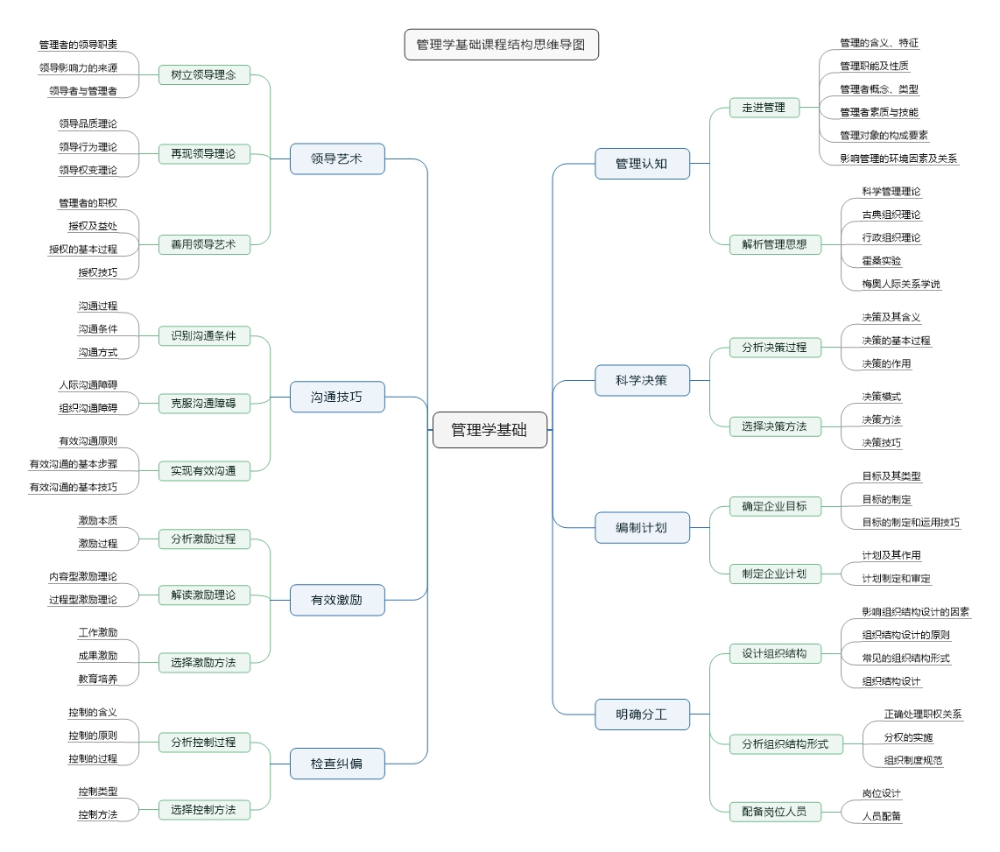 管理学基础课程结构思维导图
管理学基础
管理认知
走进管理
管理的含义、特征
管理职能及性质
管理者概念、类型
管理者素质与技能
管理对象的构成要素
影响管理的环境因素及关系
解析管理思想
科学管理理论
古典组织理论
行政组织理论
霍桑实验
梅奥人际关系学说
科学决策
分析决策过程
决策及其含义
决策的基本过程
决策的作用
选择决策方法
决策模式
决策方法
决策技巧
编制计划
确定企业目标
目标及其类型
目标的制定
目标的制定和运用技巧
制定企业计划
计划及其作用
计划制定和审定
明确分工
设计组织结构
影响组织结构设计的因素
组织结构设计的原则
常见的组织结构形式
组织结构设计
分析组织结构形式
正确处理职权关系
分权的实施
组织制度规范
配备岗位人员
岗位设计
人员配备
领导艺术
树立领导理念
管理者的领导职责
领导影响力的来源
领导者与管理者
再现领导理论
领导品质理论
领导行为理论
领导权变理论
善用领导艺术
管理者的职权
授权及益处
授权的基本过程
授权技巧
沟通技巧
识别沟通条件
沟通过程
沟通条件
沟通方式
克服沟通障碍
人际沟通障碍
组织沟通障碍
实现有效沟通
有效沟通原则
有效沟通的基本步骤
有效沟通的基本技巧
有效激励
分析激励过程
激励本质
激励过程
解读激励理论
内容型激励理论
过程型激励理论
选择激励方法
工作激励
成果激励
教育培养
检查纠偏
分析控制过程
控制的含义
控制的原则
控制的过程
选择控制方法
控制类型
控制方法